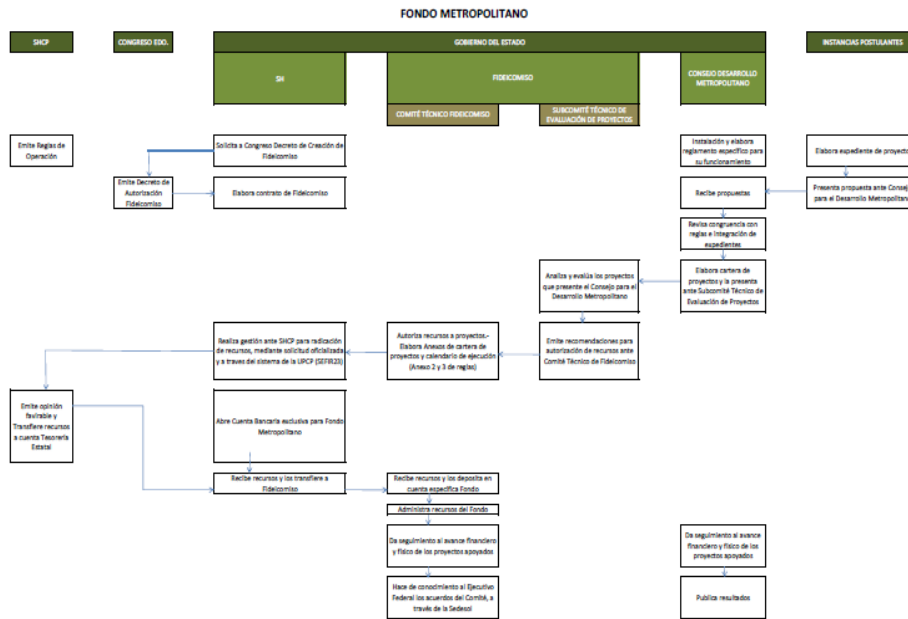 FONDO METROPOLITANO
SHCP
CONGRESO EDO.
GOBIERNO DEL ESTADO
INSTANCIAS POSTULANTES
SH
FIDEICOMISO
CONSEJO DESARROLLO
METROPOLITANO
COMITÉ TÉCNICO FIDEICOMISO
SUBCOMITÉ TÉCNICO DE
EVALUACIÓN DE PROYECTOS
Emite Reglas de
Operación
Solicita a Congreso Decreto de Creación de
Fideicomiso
Instalación y elabora
reglamento específico para
su funcionamiento
Elabora expediente de proyecto
Emite Decreto de
Autorización
Fideicomiso
Elabora contrato de Fideicomiso
Recibe propuestas
Presenta propuesta ante Consejo
para el Desarrollo Metropolitano
Revisa congruencia con
reglas e integración de
expedientes
Analiza y evalúa los proyectos
que presente el Consejo para el
Desarrollo Metropolitano
Elabora cartera de
proyectos y la presenta
ante Subcomité Técnico de
Evaluación de Proyectos
Realiza gestión ante SHCP para radicación
de recursos, mediante solicitud oficializada
y a traves del sistema de la UPCP (SEFIR23)
Autoriza recursos a proyectos.-
Elabora Anexos de cartera de
proyectos y calendario de ejecución
(Anexo 2 y 3 de reglas)
Emite recomendaciones para
autorización de recursos ante
Comité Técnico de Fideicomiso
Emite opinión
favirable y
Transfiere recursos
a cuenta Tesorería
Estatal
Abre Cuenta Bancaria exclusiva para Fondo
Metropolitano
Recibe recursos y los transfiere a
Fideicomiso
Recibe recursos y los deposita en
cuenta específica Fondo
Administra recursos del Fondo
Da seguimiento al avance financiero
y físico de los proyectos apoyados
Da seguimiento al avance
financiero y físico de los
proyectos apoyados
Hace de conocimiento al Ejecutivo
Federal los acuerdos del Comité, a
través de la Sedesol
Publica resultados